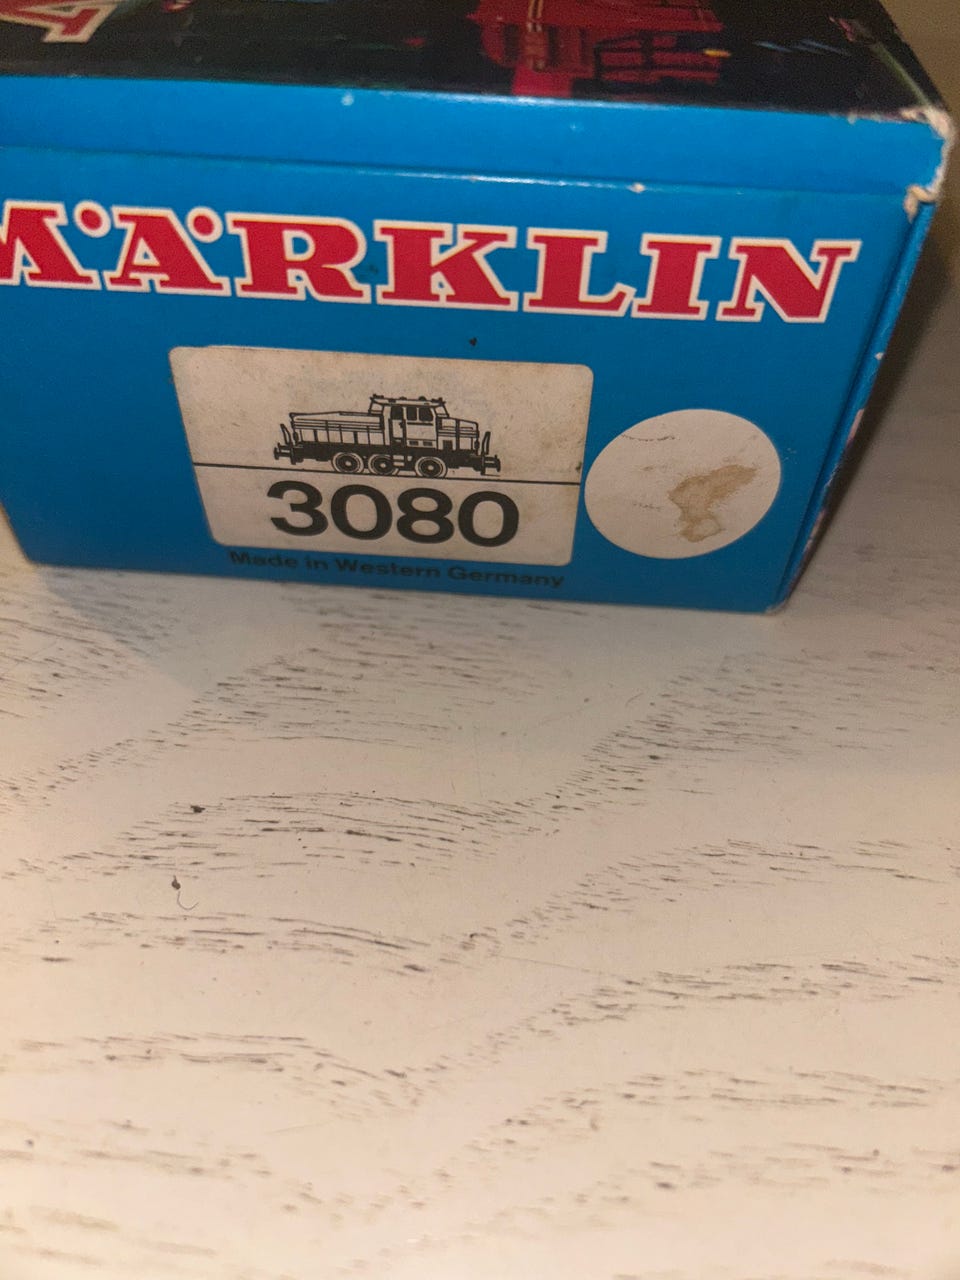 MÄRKLIN
3080
Made in Western Germany